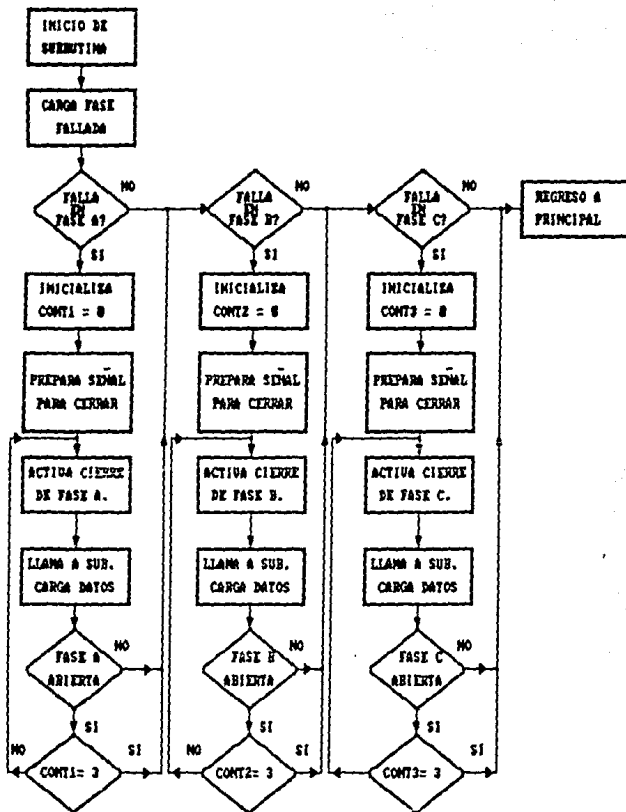 INICIO DE
SUBRUTINA
CARGA FASE
FALLADA
FALLA
EN
FASE A?
NO
SI
INICIALIZA
CONT1 = 0
PREPARA SEÑAL
PARA CERRAR
ACTIVA CIERRE
DE FASE A.
LLAMA A SUB.
CARGA DATOS
FASE A
ABIERTA
NO
SI
CONT1= 3
NO
SI
FALLA
EN
FASE B?
NO
SI
INICIALIZA
CONT2 = 0
PREPARA SEÑAL
PARA CERRAR
ACTIVA CIERRE
DE FASE B.
LLAMA A SUB.
CARGA DATOS
FASE B
ABIERTA
NO
SI
CONT2= 3
NO
SI
FALLA
EN
FASE C?
NO
SI
INICIALIZA
CONT3 = 0
PREPARA SEÑAL
PARA CERRAR
ACTIVA CIERRE
DE FASE C.
LLAMA A SUB.
CARGA DATOS
FASE C
ABIERTA
NO
SI
CONT3= 3
SI
REGRESO A
PRINCIPAL